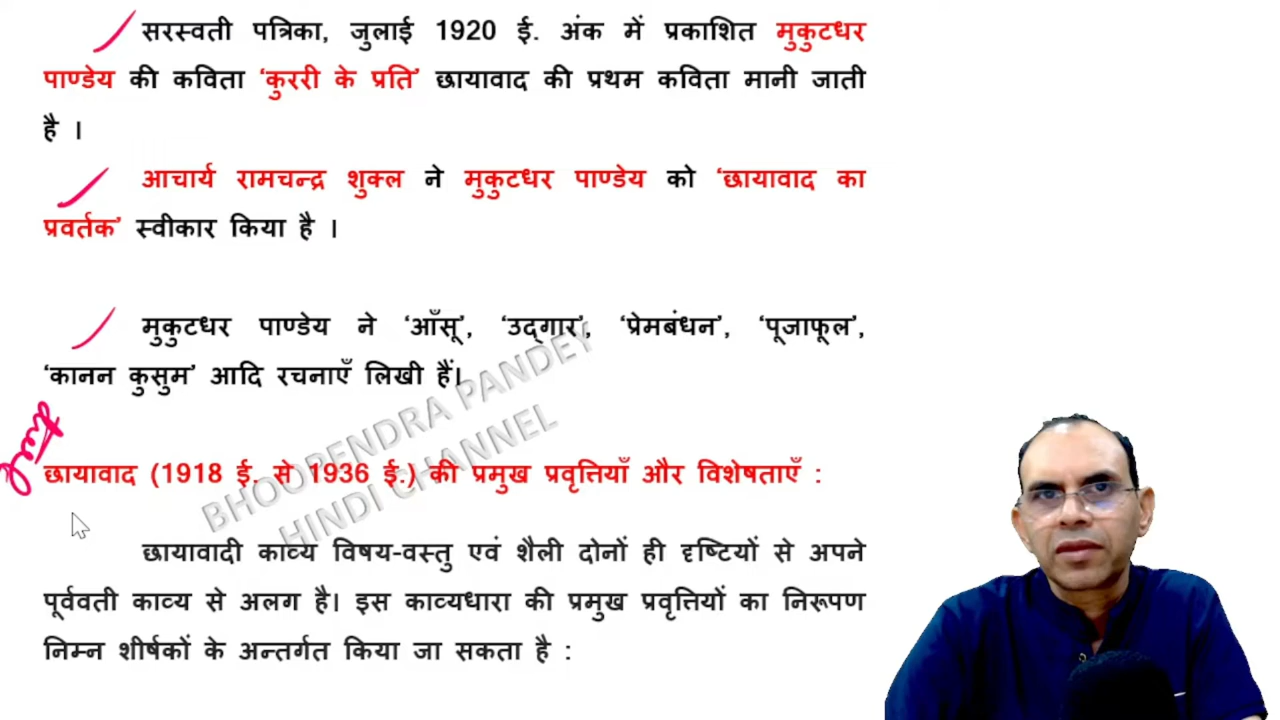 सरस्वती पत्रिका, जुलाई 1920 ई. अंक में प्रकाशित मुकुटधर
पाण्डेय की कविता ‘कुररी के प्रति’ छायावाद की प्रथम कविता मानी जाती
है ।
आचार्य रामचन्द्र शुक्ल ने मुकुटधर पाण्डेय को ‘छायावाद का
प्रवर्तक’ स्वीकार किया है ।
मुकुटधर पाण्डेय ने ‘आँसू’, ‘उद्गार’, ‘प्रेमबंधन’, ‘पूजाफूल’,
‘कानन कुसुम’ आदि रचनाएँ लिखी हैं।
BHOOPENDRA PANDEY
HINDI CHANNEL
छायावाद (1918 ई. से 1936 ई.) की प्रमुख प्रवृत्तियाँ और विशेषताएँ :
छायावादी काव्य विषय-वस्तु एवं शैली दोनों ही दृष्टियों से अपने
पूर्ववती काव्य से अलग है। इस काव्यधारा की प्रमुख प्रवृत्तियों का निरूपण
निम्न शीर्षकों के अन्तर्गत किया जा सकता है :